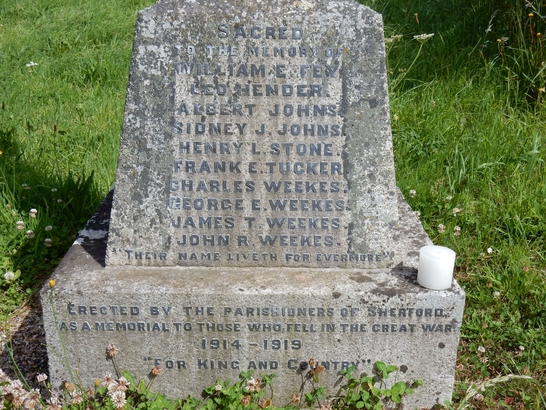 SACRED
TO THE MEMORY OF
WILLIAM E. FEW.
LEO HENDER.
ALBERT JOHNS.
SIDNEY J. JOHNS.
HENRY L. STONE.
FRANK E. TUCKER.
CHARLES WEEKES.
GEORGE E. WEEKES.
JAMES T. WEEKES.
JOHN R. WEEKES.
"THEIR NAME LIVETH FOR EVERMORE"
ERECTED BY THE PARISHIONERS OF SHERFORD,
AS A MEMORIAL TO THOSE WHO FELL IN THE GREAT WAR
1914-1919
"FOR KING AND COUNTRY"